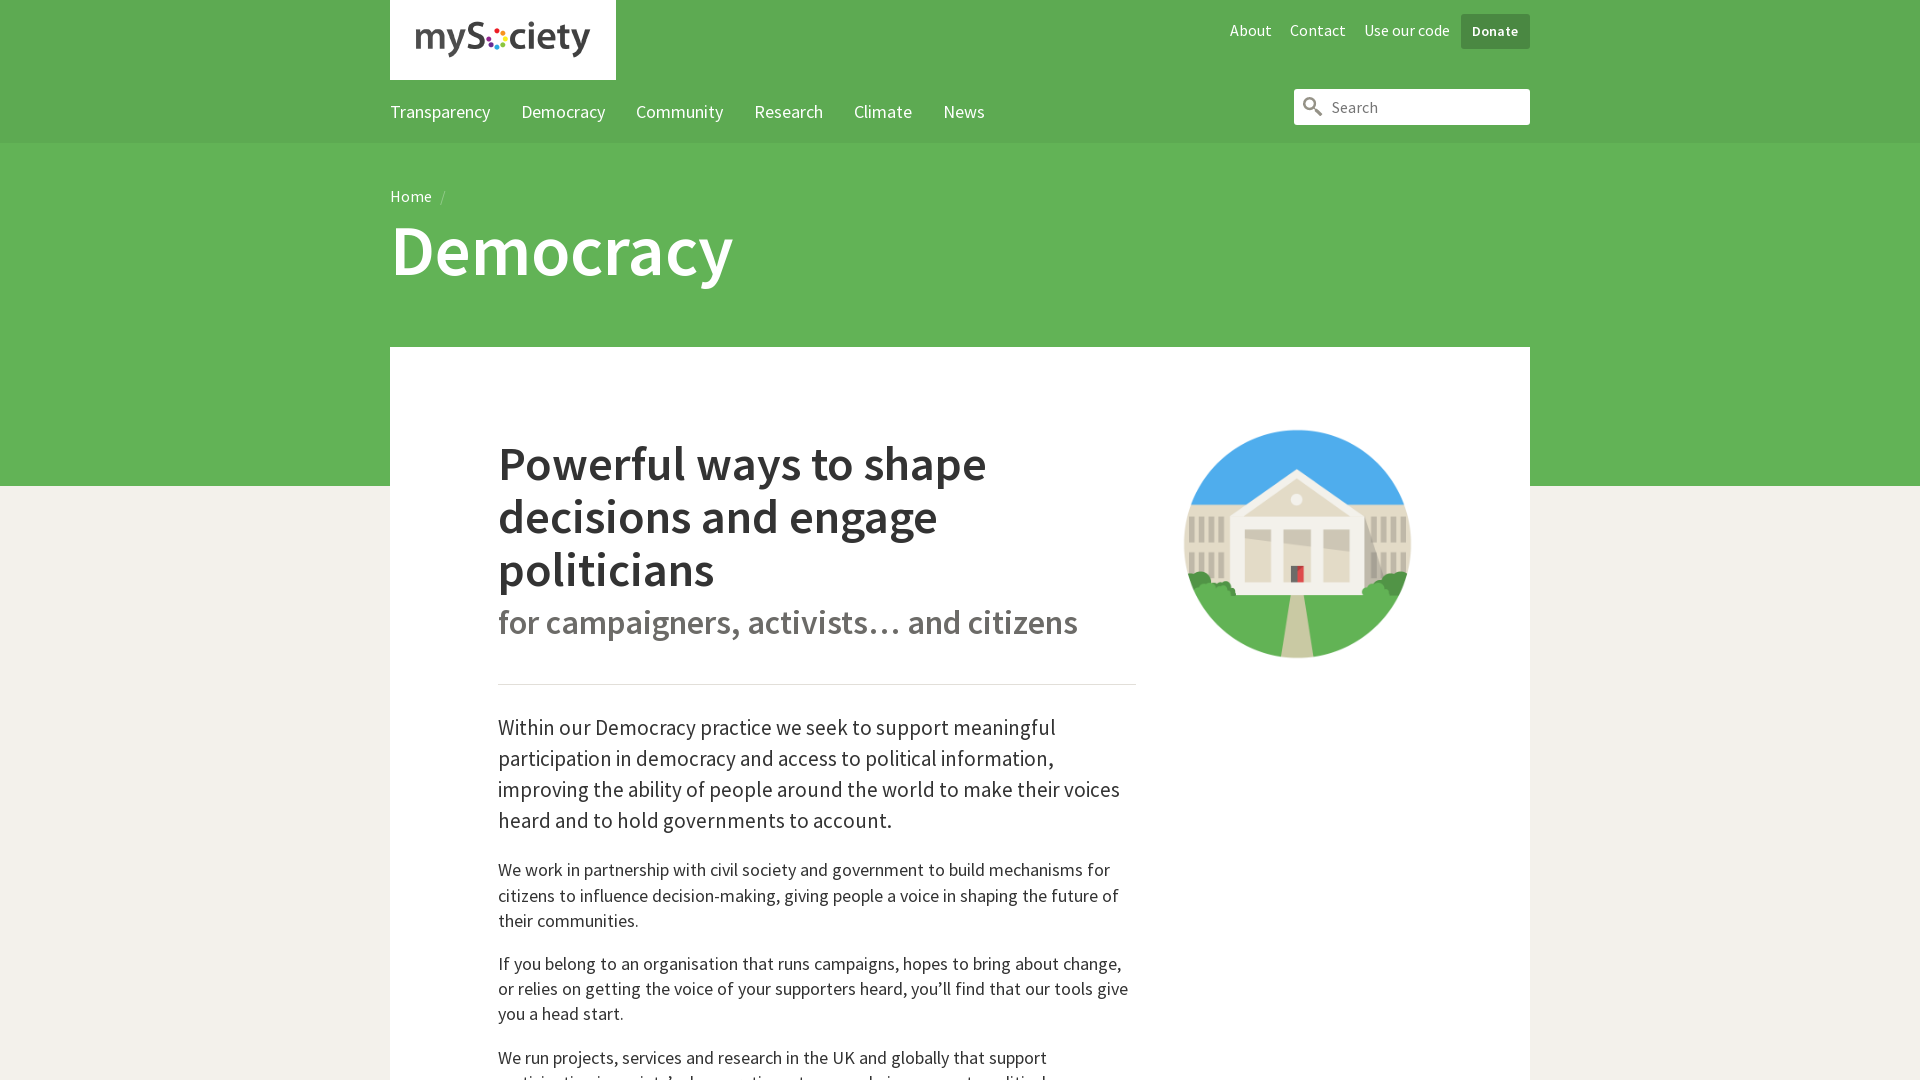 mySociety
About
Contact
Use our code
Donate
Transparency
Democracy
Community
Research
Climate
News
Search
Home /
Democracy
Powerful ways to shape
decisions and engage
politicians
for campaigners, activists… and citizens
Within our Democracy practice we seek to support meaningful
participation in democracy and access to political information,
improving the ability of people around the world to make their voices
heard and to hold governments to account.
We work in partnership with civil society and government to build mechanisms for
citizens to influence decision-making, giving people a voice in shaping the future of
their communities.
If you belong to an organisation that runs campaigns, hopes to bring about change,
or relies on getting the voice of your supporters heard, you’ll find that our tools give
you a head start.
We run projects, services and research in the UK and globally that support